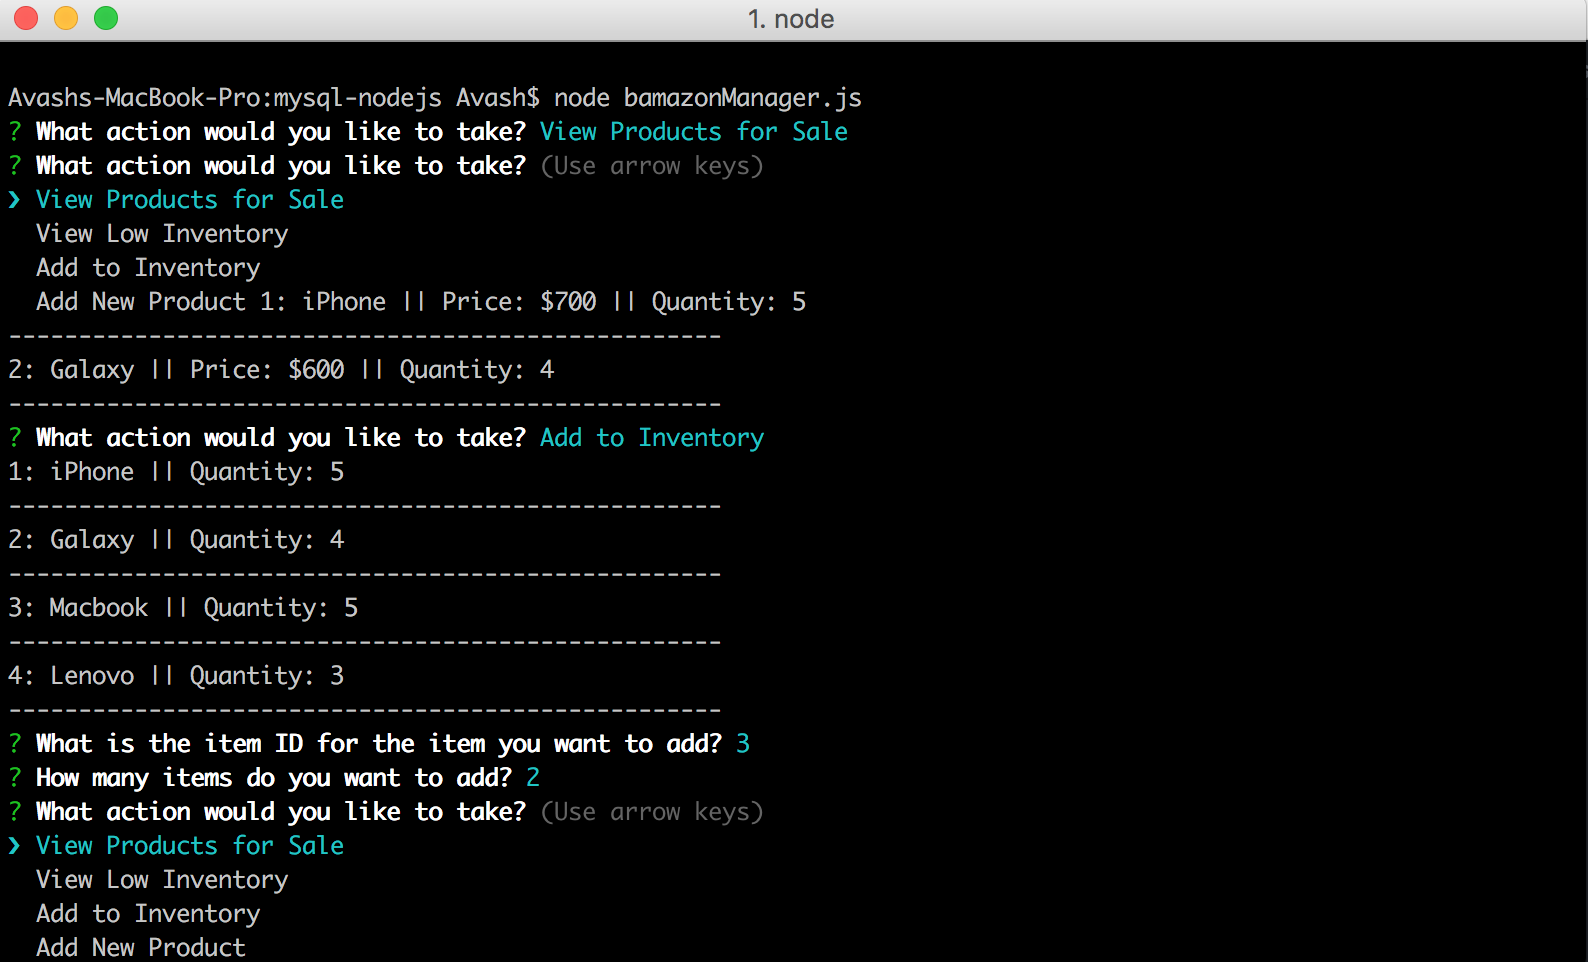 1. node
Avashs-MacBook-Pro:mysql-nodejs Avash$ node bamazonManager.js
? What action would you like to take? View Products for Sale
? What action would you like to take? (Use arrow keys)
❯ View Products for Sale
  View Low Inventory
  Add to Inventory
  Add New Product 1: iPhone || Price: $700 || Quantity: 5
---------------------------------------------------
2: Galaxy || Price: $600 || Quantity: 4
---------------------------------------------------
? What action would you like to take? Add to Inventory
1: iPhone || Quantity: 5
---------------------------------------------------
2: Galaxy || Quantity: 4
---------------------------------------------------
3: Macbook || Quantity: 5
---------------------------------------------------
4: Lenovo || Quantity: 3
---------------------------------------------------
? What is the item ID for the item you want to add? 3
? How many items do you want to add? 2
? What action would you like to take? (Use arrow keys)
❯ View Products for Sale
  View Low Inventory
  Add to Inventory
  Add New Product